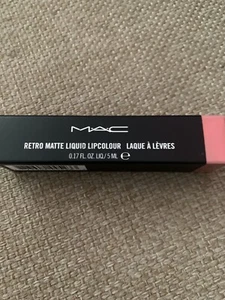 MAC
RETRO MATTE LIQUID LIPCOLOUR LAQUE À LÈVRES
0.17 FL. OZ. LIQ/5 ML ℮